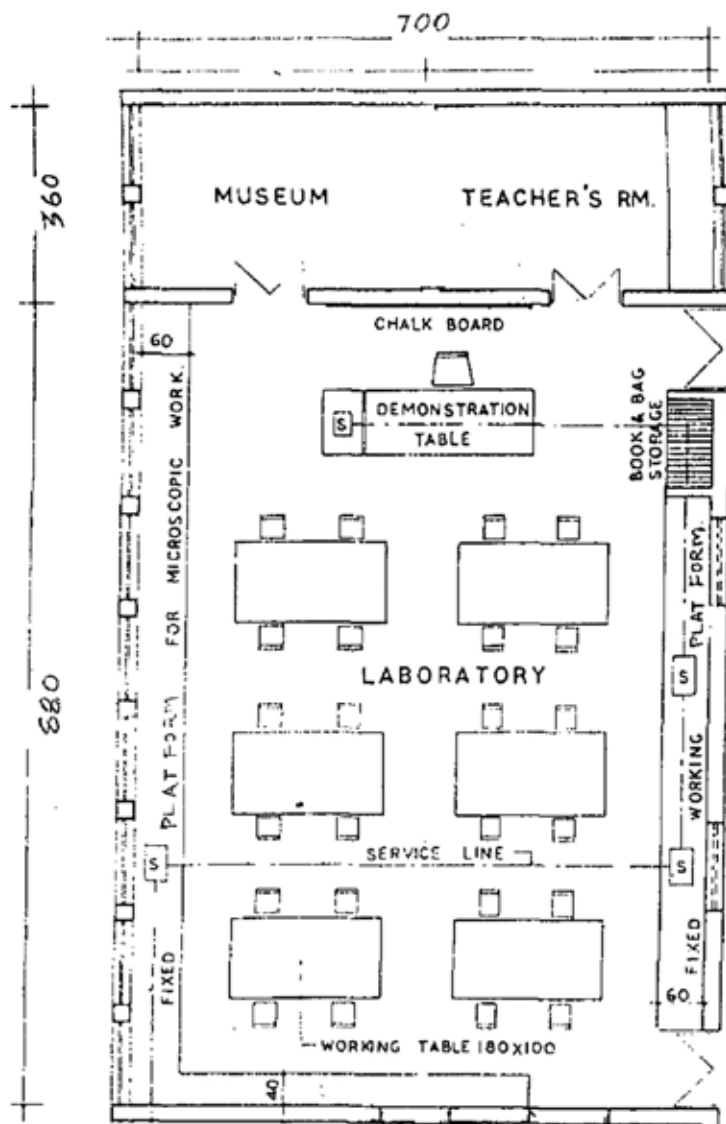 700
360
MUSEUM
TEACHER'S RM.
CHALK BOARD
60
S
DEMONSTRATION
TABLE
BOOK & BAG
STORAGE
FIXED PLAT FORM FOR MICROSCOPIC WORK.
FIXED WORKING PLAT FORM.
LABORATORY
S
820
SERVICE LINE
S
S
60
WORKING TABLE 180X100
40